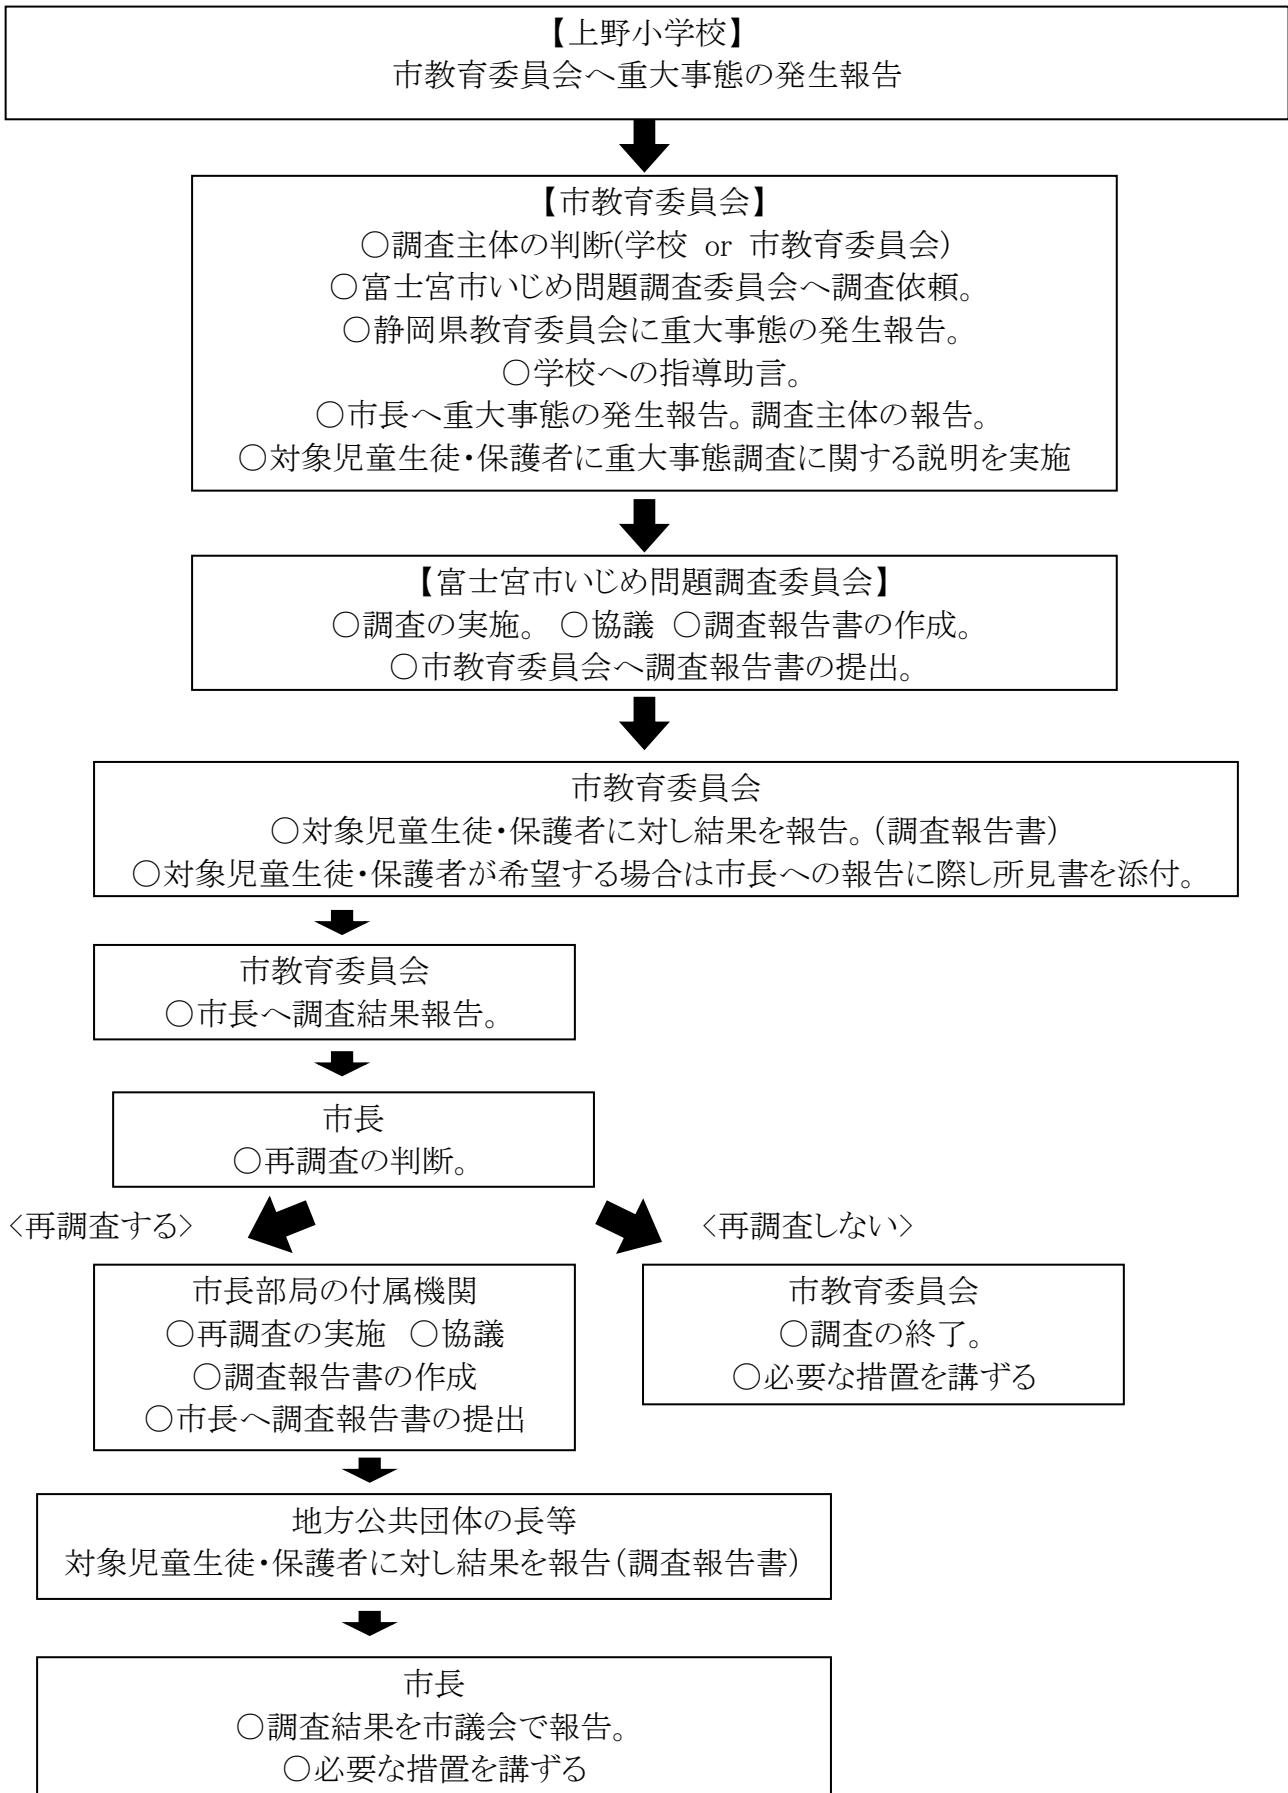 【上野小学校】
市教育委員会へ重大事態の発生報告
【市教育委員会】
○調査主体の判断(学校 or 市教育委員会)
○富士宮市いじめ問題調査委員会へ調査依頼。
○静岡県教育委員会に重大事態の発生報告。
○学校への指導助言。
○市長へ重大事態の発生報告。調査主体の報告。
○対象児童生徒・保護者に重大事態調査に関する説明を実施
【富士宮市いじめ問題調査委員会】
○調査の実施。 ○協議 ○調査報告書の作成。
○市教育委員会へ調査報告書の提出。
市教育委員会
○対象児童生徒・保護者に対し結果を報告。(調査報告書)
○対象児童生徒・保護者が希望する場合は市長への報告に際し所見書を添付。
市教育委員会
○市長へ調査結果報告。
市長
○再調査の判断。
<再調査する>
<再調査しない>
市長部局の付属機関
○再調査の実施 ○協議
○調査報告書の作成
○市長へ調査報告書の提出
市教育委員会
○調査の終了。
○必要な措置を講ずる
地方公共団体の長等
対象児童生徒・保護者に対し結果を報告(調査報告書)
市長
○調査結果を市議会で報告。
○必要な措置を講ずる